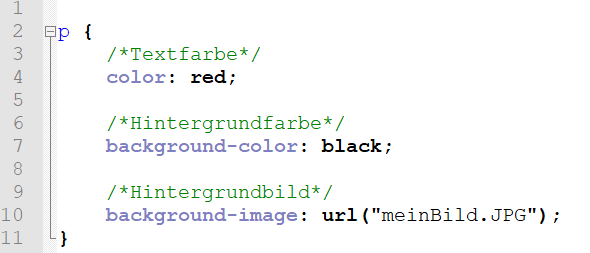 1
2 p {
3 /*Textfarbe*/
4 color: red;
5
6 /*Hintergrundfarbe*/
7 background-color: black;
8
9 /*Hintergrundbild*/
10 background-image: url("meinBild.JPG");
11 }